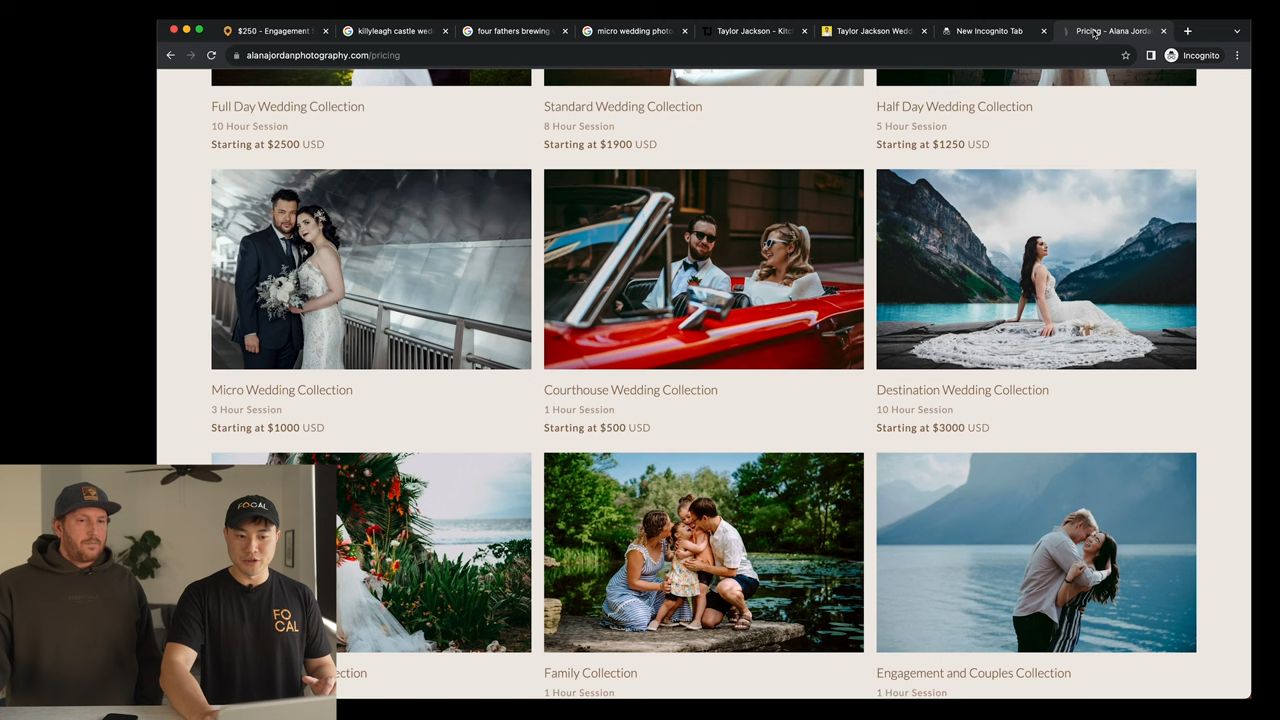 $250 - Engagement
killyleagh castle wed
four fathers brewing
micro wedding photo
Taylor Jackson - Kitc
Taylor Jackson Wedd
New Incognito Tab
Pricing - Alana Jorda
alanajordanphotography.com/pricing
Incognito
Full Day Wedding Collection
10 Hour Session
Starting at $2500 USD
Standard Wedding Collection
8 Hour Session
Starting at $1900 USD
Half Day Wedding Collection
5 Hour Session
Starting at $1250 USD
Micro Wedding Collection
3 Hour Session
Starting at $1000 USD
Courthouse Wedding Collection
1 Hour Session
Starting at $500 USD
Destination Wedding Collection
10 Hour Session
Starting at $3000 USD
ection
Family Collection
1 Hour Session
Engagement and Couples Collection
1 Hour Session
FOCAL
FO
CAL